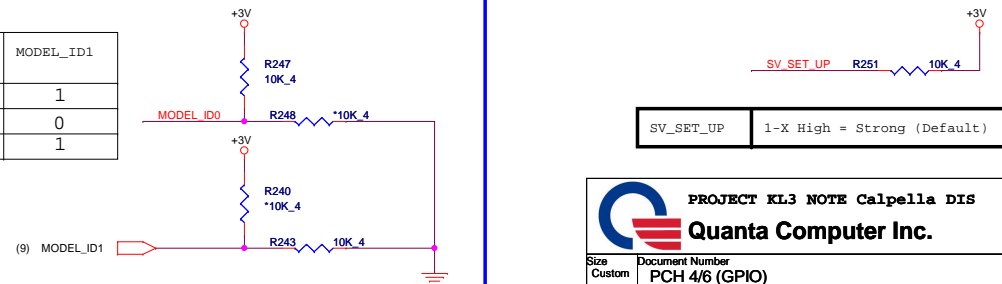 +3V
R247
10K_4
MODEL_ID1
1
0
1
MODEL_ID0
R248
*10K_4
+3V
R240
*10K_4
(9) MODEL_ID1
R243
10K_4
+3V
SV_SET_UP
R251
10K_4
SV_SET_UP
1-X High = Strong (Default)
PROJECT KL3 NOTE Calpella DIS
Quanta Computer Inc.
Size
Custom
Document Number
PCH 4/6 (GPIO)